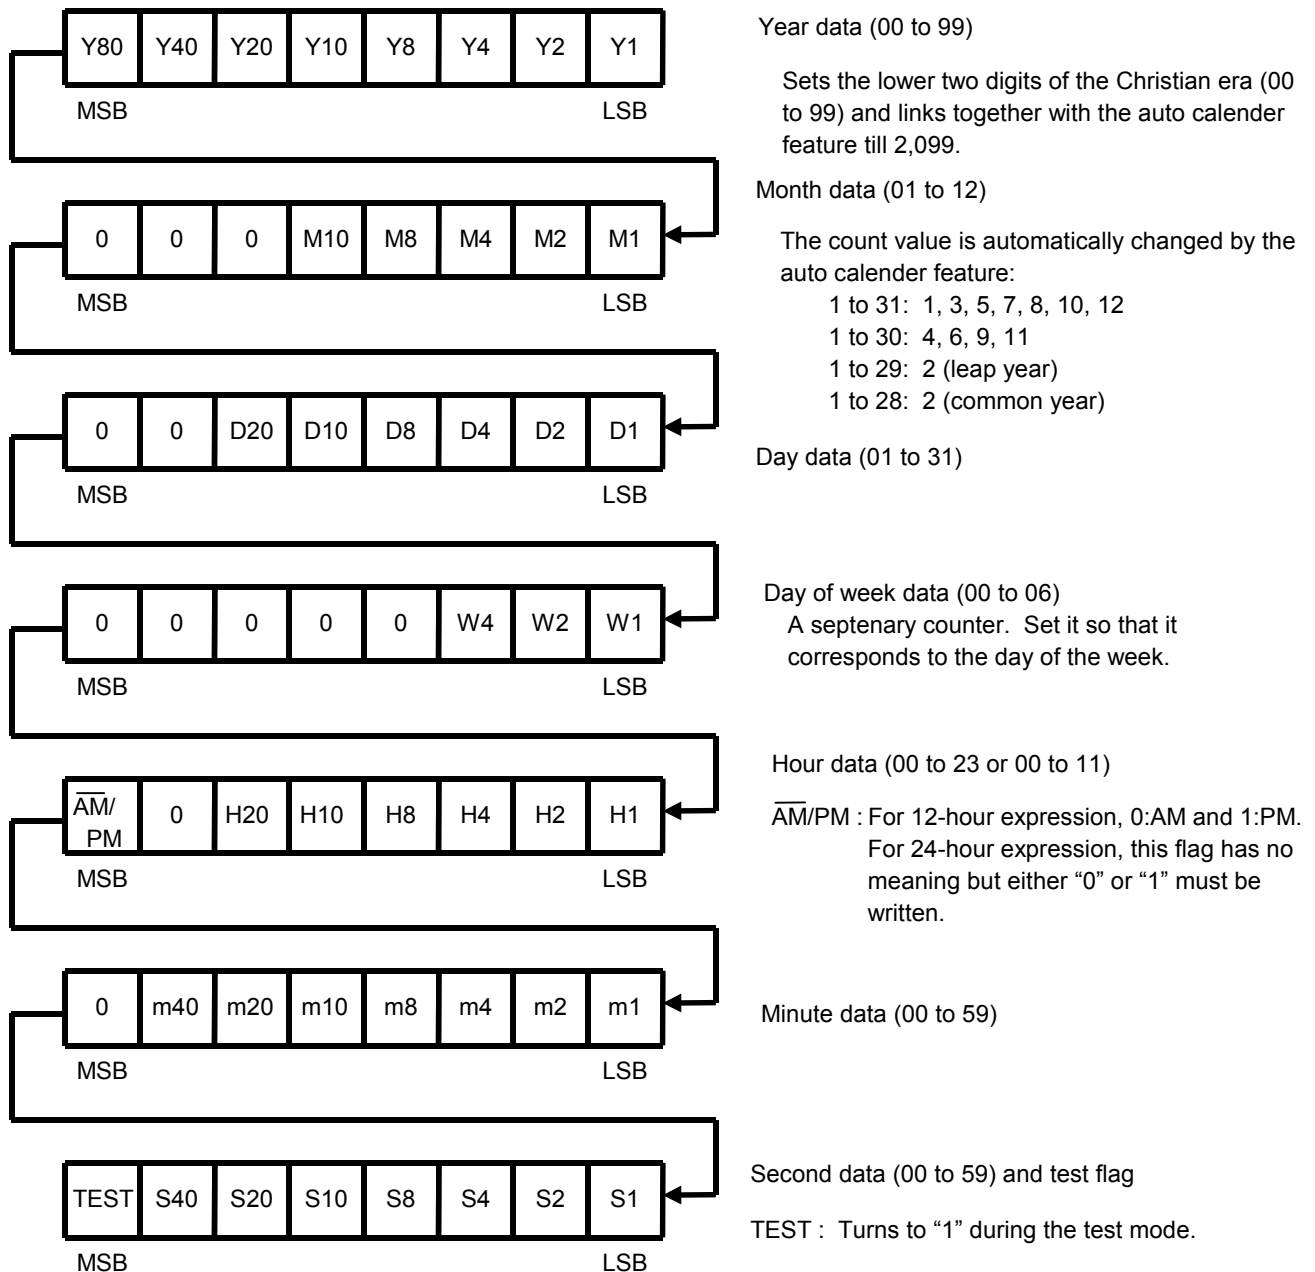 Y80 Y40 Y20 Y10 Y8 Y4 Y2 Y1
MSB LSB
Year data (00 to 99)
Sets the lower two digits of the Christian era (00
to 99) and links together with the auto calender
feature till 2,099.
0 0 0 M10 M8 M4 M2 M1
MSB LSB
Month data (01 to 12)
The count value is automatically changed by the
auto calender feature:
1 to 31: 1, 3, 5, 7, 8, 10, 12
1 to 30: 4, 6, 9, 11
1 to 29: 2 (leap year)
1 to 28: 2 (common year)
0 0 D20 D10 D8 D4 D2 D1
MSB LSB
Day data (01 to 31)
0 0 0 0 0 W4 W2 W1
MSB LSB
Day of week data (00 to 06)
A septenary counter. Set it so that it
corresponds to the day of the week.
A̅M̅/
PM 0 H20 H10 H8 H4 H2 H1
MSB LSB
Hour data (00 to 23 or 00 to 11)
A̅M̅/PM : For 12-hour expression, 0:AM and 1:PM.
For 24-hour expression, this flag has no
meaning but either “0” or “1” must be
written.
0 m40 m20 m10 m8 m4 m2 m1
MSB LSB
Minute data (00 to 59)
TEST S40 S20 S10 S8 S4 S2 S1
MSB LSB
Second data (00 to 59) and test flag
TEST : Turns to “1” during the test mode.